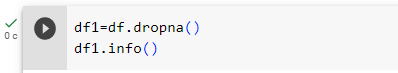 df1=df.dropna()
df1.info()
0 с